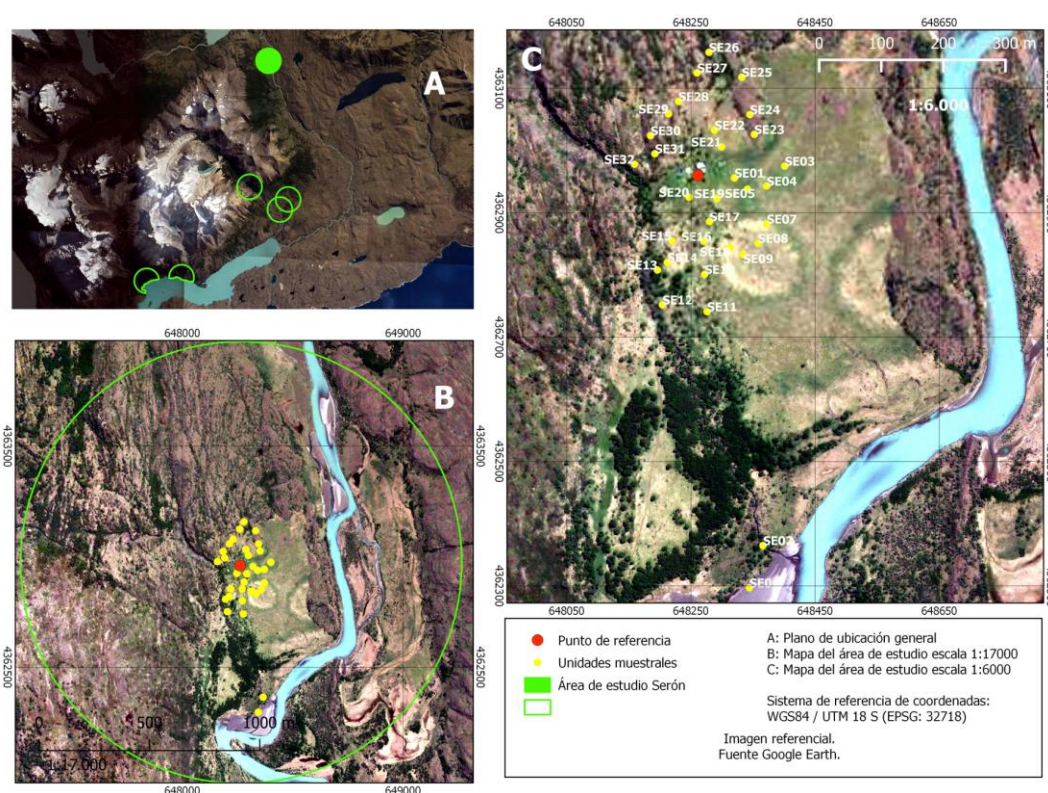 A
648000
649000
B
4363500
4363500
4362500
4362500
0 500 1000 m
1:17.000
648000
649000
648050
648250
648450
648650
C
0 100 200 300 m
1:6.000
4363100
4362900
4362700
4362500
4362300
SE26
SE27
SE25
SE28
SE29
SE24
SE22
SE23
SE30
SE21
SE31
SE32
SE03
SE01
SE04
SE20
SE19
SE05
SE17
SE07
SE15
SE16
SE08
SE09
SE14
SE13
SE12
SE11
SE02
648050
648250
648450
648650
Punto de referencia
Unidades muestrales
Área de estudio Serón
A: Plano de ubicación general
B: Mapa del área de estudio escala 1:17000
C: Mapa del área de estudio escala 1:6000
Sistema de referencia de coordenadas:
WGS84 / UTM 18 S (EPSG: 32718)
Imagen referencial.
Fuente Google Earth.